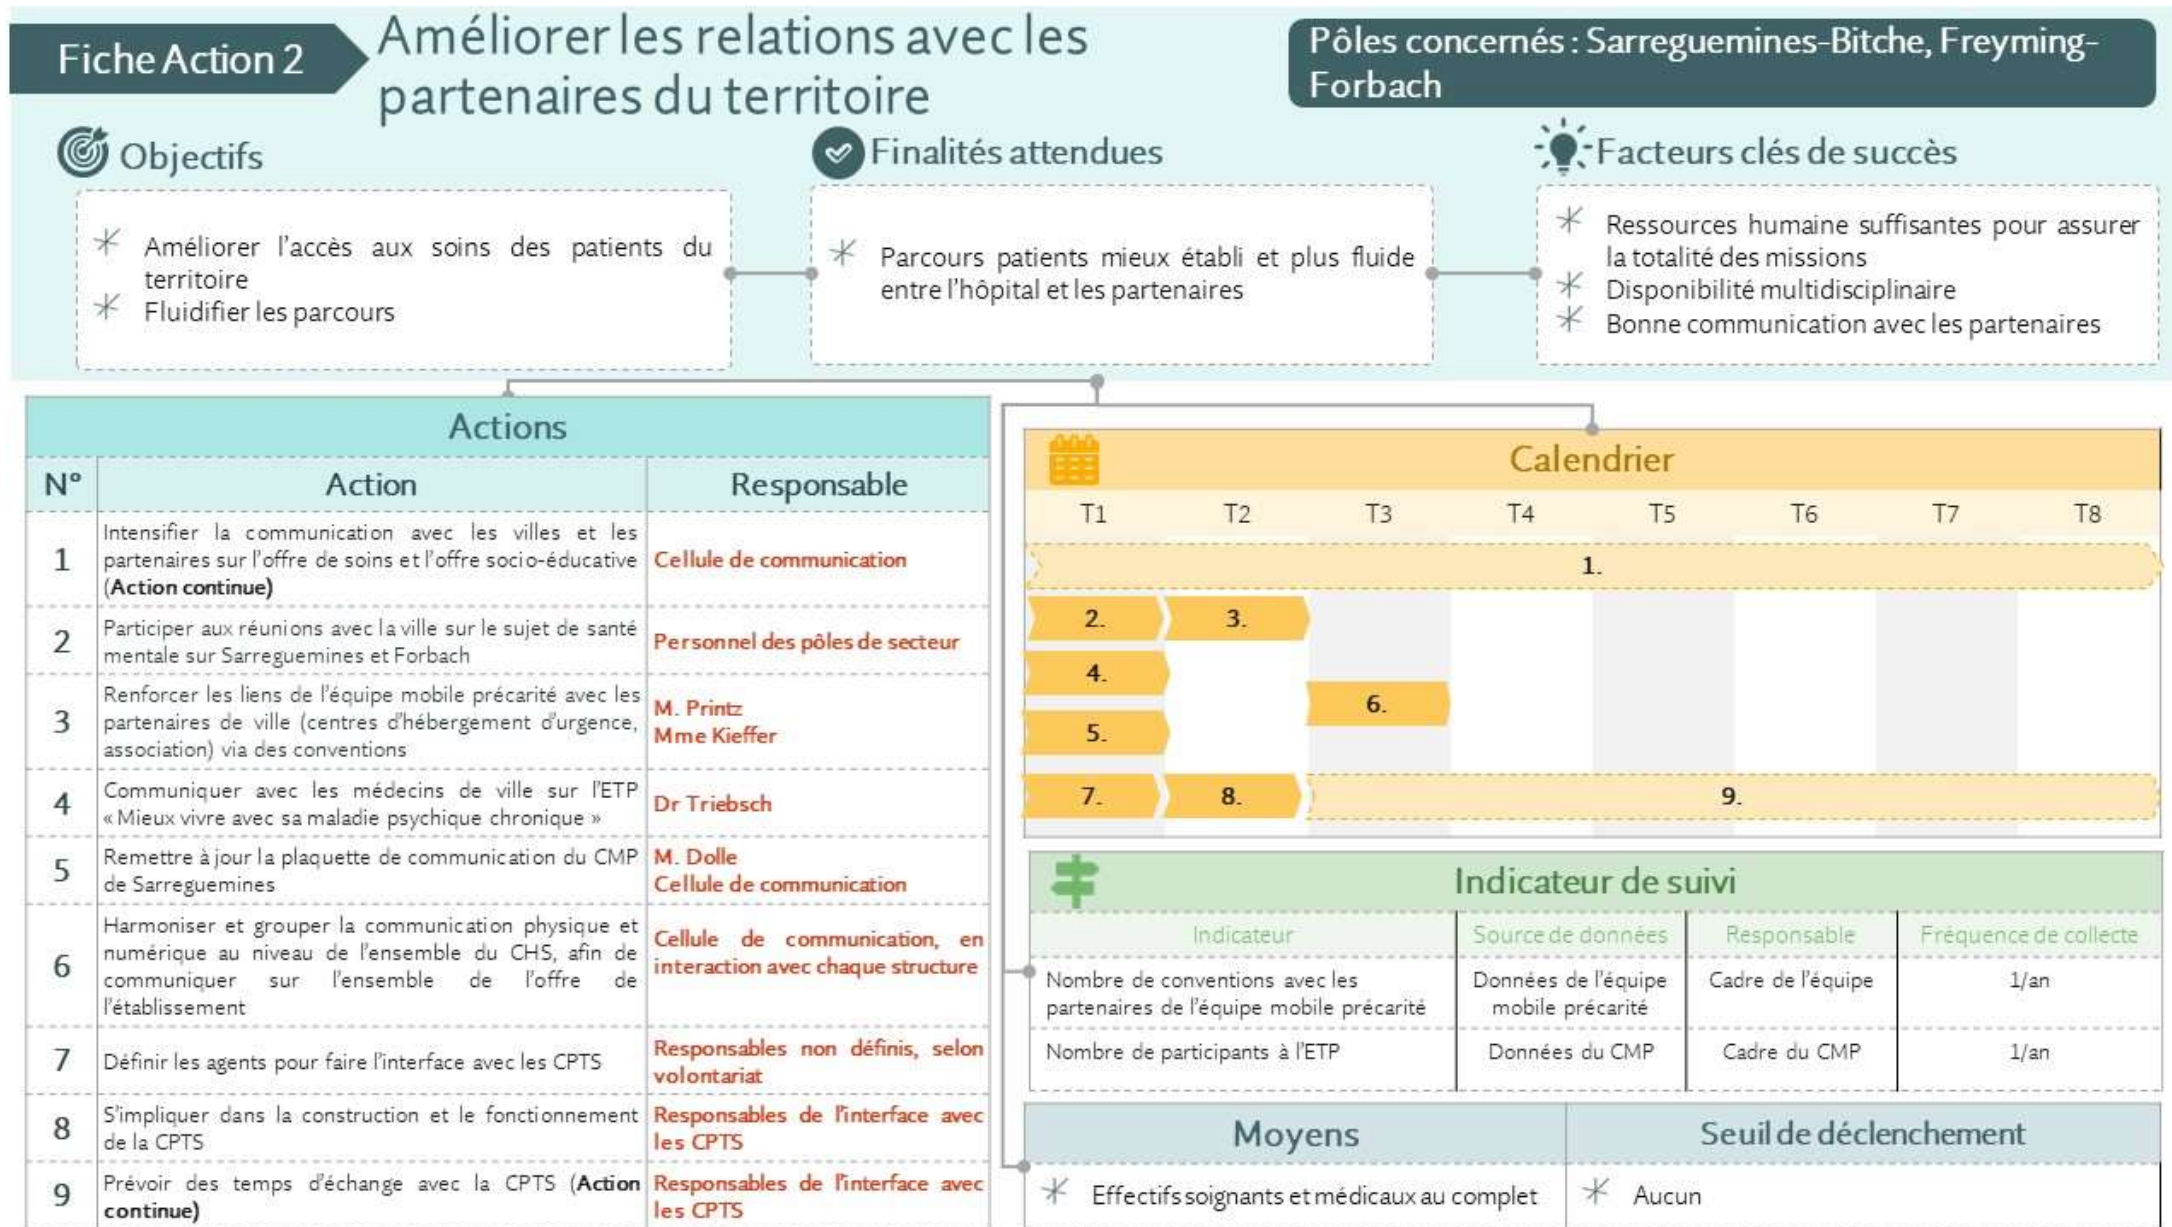 Fiche Action 2
Améliorer les relations avec les
partenaires du territoire
Pôles concernés : Sarreguemines-Bitche, Freyming-
Forbach
Objectifs
Améliorer l'accès aux soins des patients du
territoire
Fluidifier les parcours
Finalités attendues
Parcours patients mieux établi et plus fluide
entre l'hôpital et les partenaires
Facteurs clés de succès
Ressources humaine suffisantes pour assurer
la totalité des missions
Disponibilité multidisciplinaire
Bonne communication avec les partenaires
Actions
N° Action Responsable
1
Intensifier la communication avec les villes et les
partenaires sur l'offre de soins et l'offre socio-éducative
(Action continue)
Cellule de communication
2
Participer aux réunions avec la ville sur le sujet de santé
mentale sur Sarreguemines et Forbach
Personnel des pôles de secteur
3
Renforcer les liens de l'équipe mobile précarité avec les
partenaires de ville (centres d'hébergement d'urgence,
association) via des conventions
M. Printz
Mme Kieffer
4
Communiquer avec les médecins de ville sur l'ETP
« Mieux vivre avec sa maladie psychique chronique »
Dr Triebsch
5
Remettre à jour la plaquette de communication du CMP
de Sarreguemines
M. Dolle
Cellule de communication
6
Harmoniser et grouper la communication physique et
numérique au niveau de l'ensemble du CHS, afin de
communiquer sur l'ensemble de l'offre de
l'établissement
Cellule de communication, en
interaction avec chaque structure
7
Définir les agents pour faire l'interface avec les CPTS
Responsables non définis, selon
volontariat
8
S'impliquer dans la construction et le fonctionnement
de la CPTS
Responsables de l'interface avec
les CPTS
9
Prévoir des temps d'échange avec la CPTS (Action
continue)
Responsables de l'interface avec
les CPTS
Calendrier
T1 T2 T3 T4 T5 T6 T7 T8
1.
2. 3.
4.
6.
5.
7. 8. 9.
Indicateur de suivi
Indicateur Source de données Responsable Fréquence de collecte
Nombre de conventions avec les
partenaires de l'équipe mobile précarité
Données de l'équipe
mobile précarité
Cadre de l'équipe
1/an
Nombre de participants à l'ETP
Données du CMP
Cadre du CMP
1/an
Moyens
Effectifs soignants et médicaux au complet
Seuil de déclenchement
Aucun